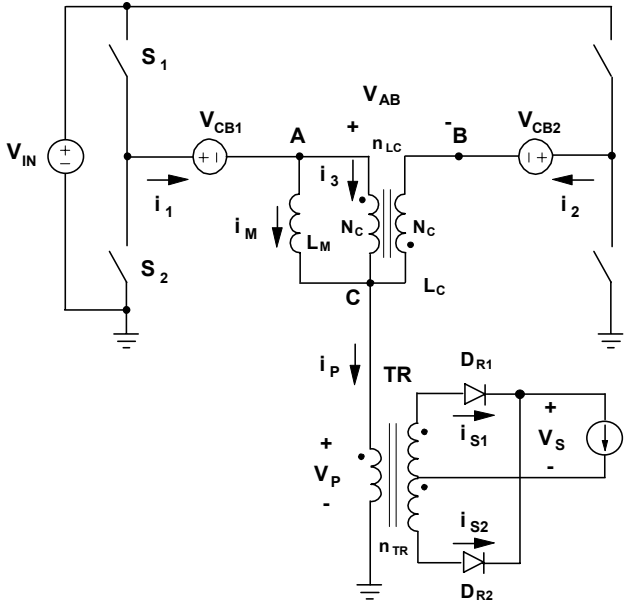 S1
VAB
VCB1
A
+
-
B
VCB2
nLC
VIN
+
-
+ -
- +
i1
i3
i2
iM
LM
NC
NC
S2
C
LC
iP
TR
DR1
iS1
+
VS
-
+
VP
-
iS2
nTR
DR2